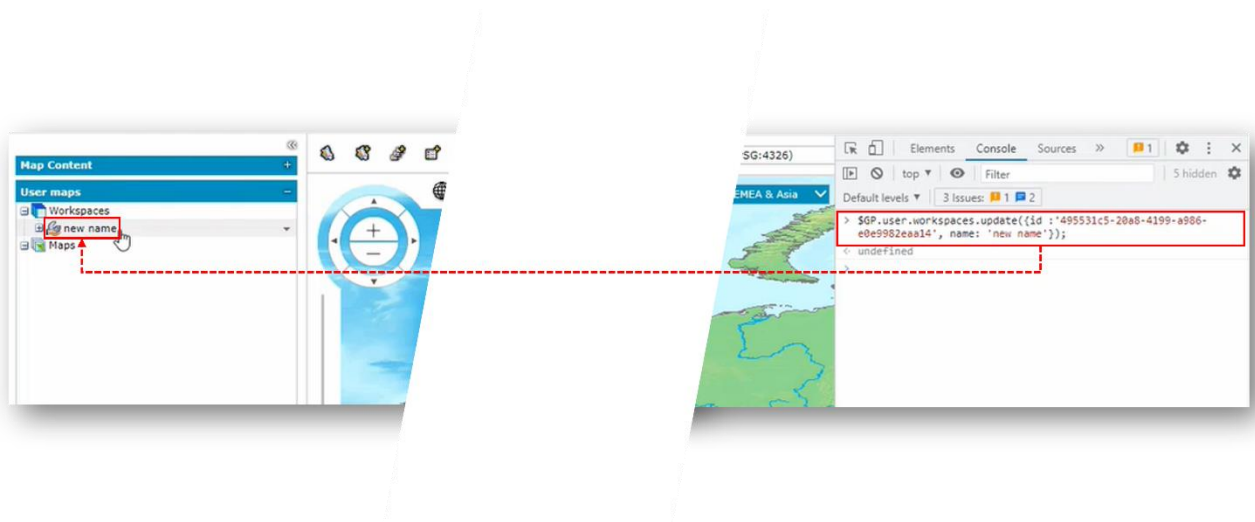 Map Content
User maps
Workspaces
new name
Maps
SG:4326)
EMEA & Asia
Elements Console Sources
1
top
Filter
5 hidden
Default levels
3 Issues: 1 2
> $GP.user.workspaces.update({id :'495531c5-20a8-4199-a986-
e0e9982eaa14', name: 'new name'});
undefined